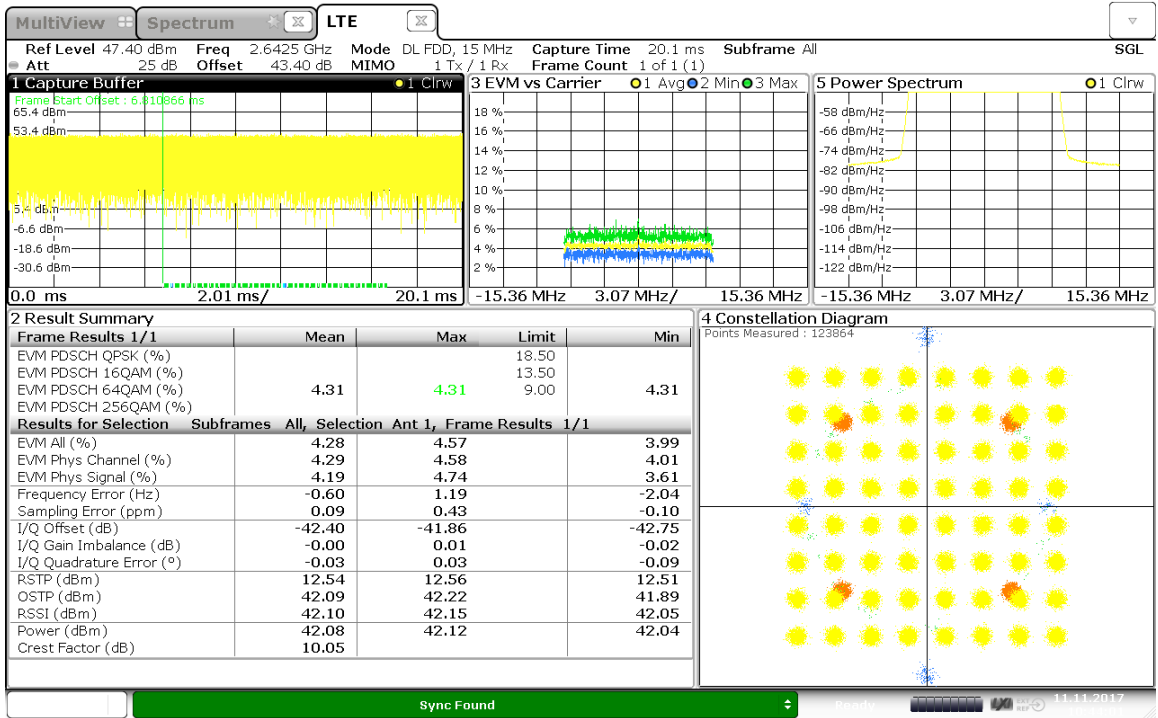 MultiView Spectrum LTE
Ref Level 47.40 dBm Freq 2.6425 GHz Mode DL FDD, 15 MHz Capture Time 20.1 ms Subframe All SGL
Att 25 dB Offset 43.40 dB MIMO 1 Tx / 1 Rx Frame Count 1 of 1 (1)
1 Capture Buffer 1 Clrw
Frame Start Offset : 6.810866 ms
65.4 dBm
53.4 dBm
5.4 dBm
-6.6 dBm
-18.6 dBm
-30.6 dBm
0.0 ms 2.01 ms/ 20.1 ms
3 EVM vs Carrier 1 Avg 2 Min 3 Max
18 %
16 %
14 %
12 %
10 %
8 %
6 %
4 %
2 %
-15.36 MHz 3.07 MHz/ 15.36 MHz
5 Power Spectrum 1 Clrw
-58 dBm/Hz
-66 dBm/Hz
-74 dBm/Hz
-82 dBm/Hz
-90 dBm/Hz
-98 dBm/Hz
-106 dBm/Hz
-114 dBm/Hz
-122 dBm/Hz
-15.36 MHz 3.07 MHz/ 15.36 MHz
2 Result Summary
Frame Results 1/1 Mean Max Limit Min
EVM PDSCH QPSK (%) 18.50
EVM PDSCH 16QAM (%) 13.50
EVM PDSCH 64QAM (%) 4.31 4.31 9.00 4.31
EVM PDSCH 256QAM (%)
Results for Selection Subframes All, Selection Ant 1, Frame Results 1/1
EVM All (%) 4.28 4.57 3.99
EVM Phys Channel (%) 4.29 4.58 4.01
EVM Phys Signal (%) 4.19 4.74 3.61
Frequency Error (Hz) -0.60 1.19 -2.04
Sampling Error (ppm) 0.09 0.43 -0.10
I/Q Offset (dB) -42.40 -41.86 -42.75
I/Q Gain Imbalance (dB) -0.00 0.01 -0.02
I/Q Quadrature Error (º) -0.03 0.03 -0.09
RSTP (dBm) 12.54 12.56 12.51
OSTP (dBm) 42.09 42.22 41.89
RSSI (dBm) 42.10 42.15 42.05
Power (dBm) 42.08 42.12 42.04
Crest Factor (dB) 10.05
4 Constellation Diagram
Points Measured : 123864
Sync Found
Ready
LXI EXT REF 11.11.2017